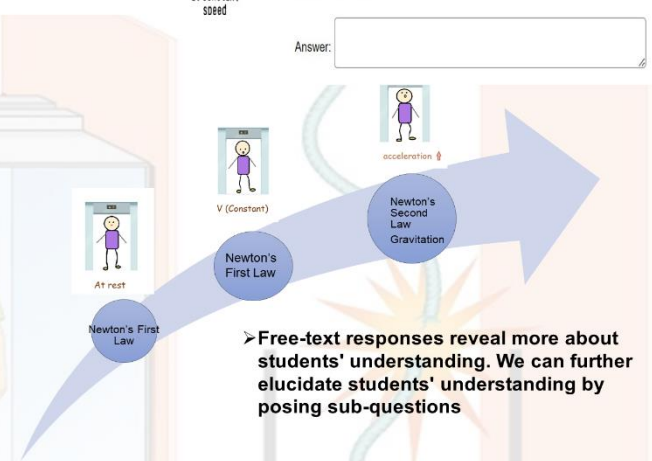 speed
Answer:
acceleration ⇧
V (Constant)
Newton's
Second
Law
Gravitation
At rest
Newton's
First Law
Newton's First
Law
➢Free-text responses reveal more about
students' understanding. We can further
elucidate students' understanding by
posing sub-questions